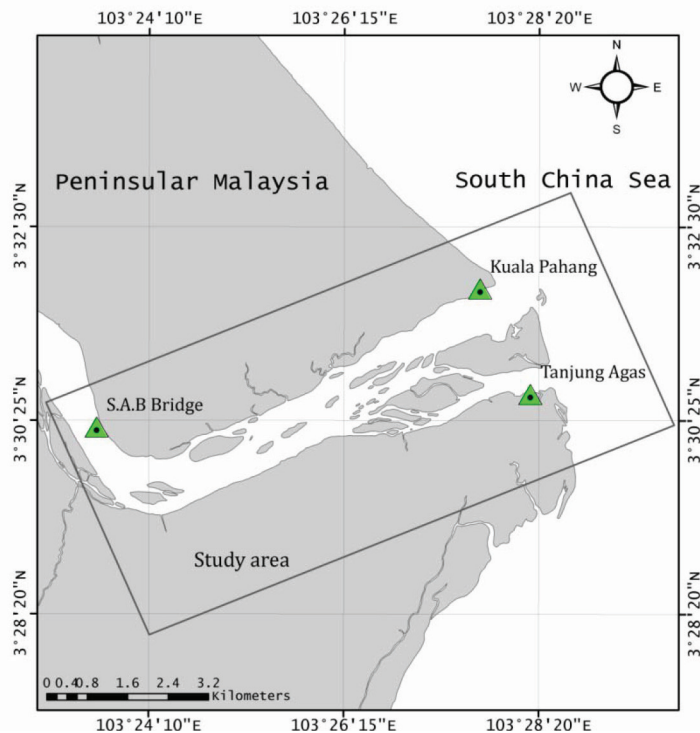 103°24'10"E 103°26'15"E 103°28'20"E
N
W E
S
Peninsular Malaysia South China Sea
3°32'30"N 3°32'30"N
Kuala Pahang
Tanjung Agas
S.A.B Bridge
3°30'25"N 3°30'25"N
Study area
3°28'20"N 3°28'20"N
0 0.40.8 1.6 2.4 3.2
Kilometers
103°24'10"E 103°26'15"E 103°28'20"E